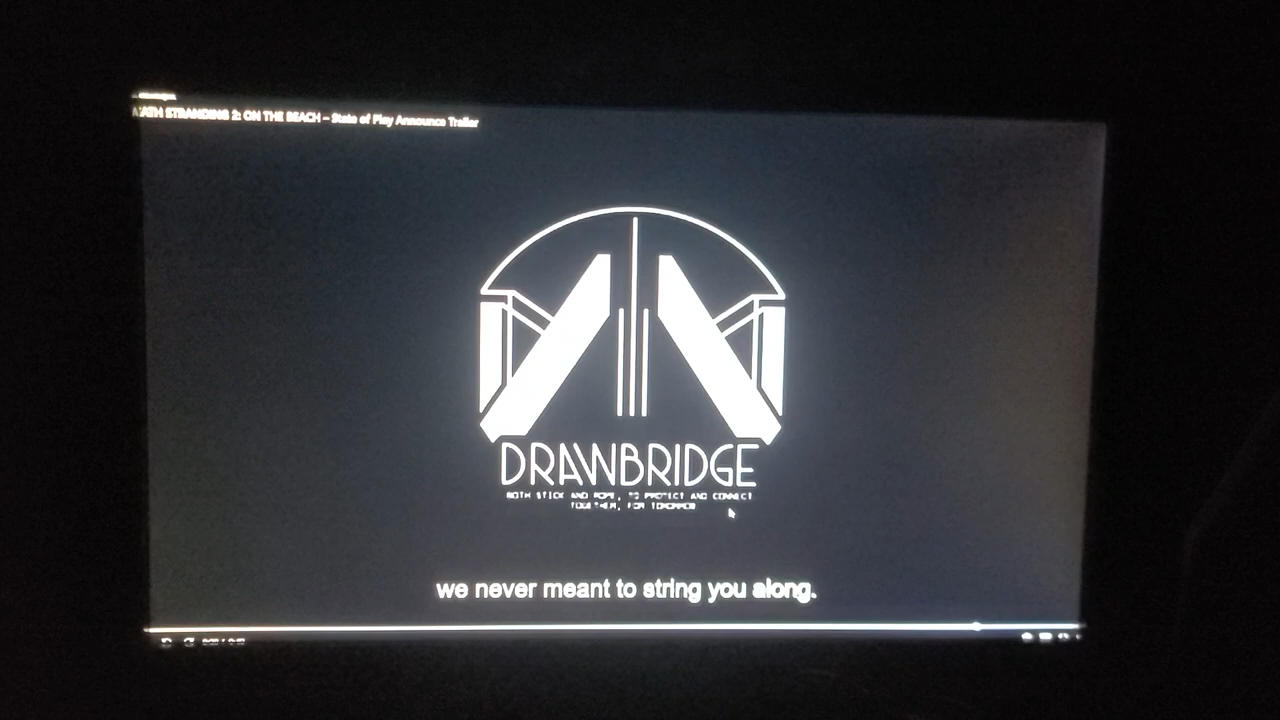 STRANDING 2: ON THE BEACH – State of Play Announce Trailer
DRAWBRIDGE
BOTH STICK AND ROPE, TO PROTECT AND CONNECT
TOGETHER, FOR TOMORROW
we never meant to string you along.